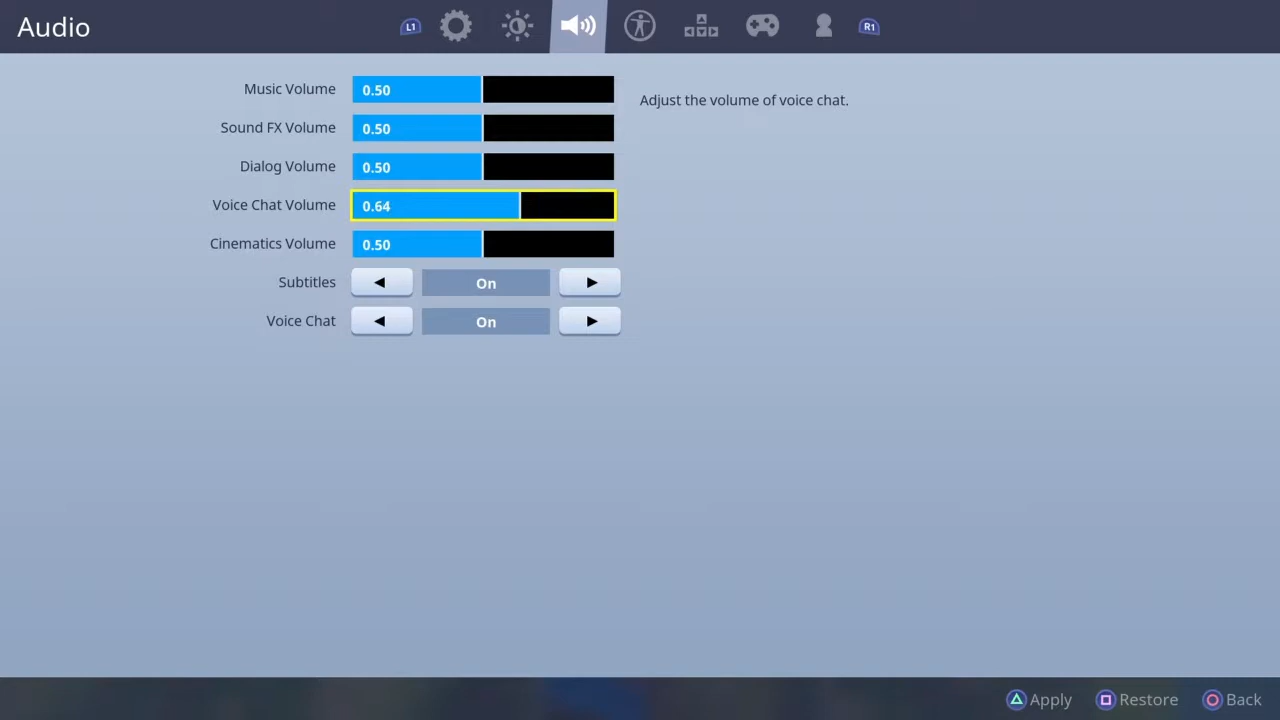 Audio
L1
R1
Music Volume
0.50
Adjust the volume of voice chat.
Sound FX Volume
0.50
Dialog Volume
0.50
Voice Chat Volume
0.64
Cinematics Volume
0.50
Subtitles
On
Voice Chat
On
Apply
Restore
Back